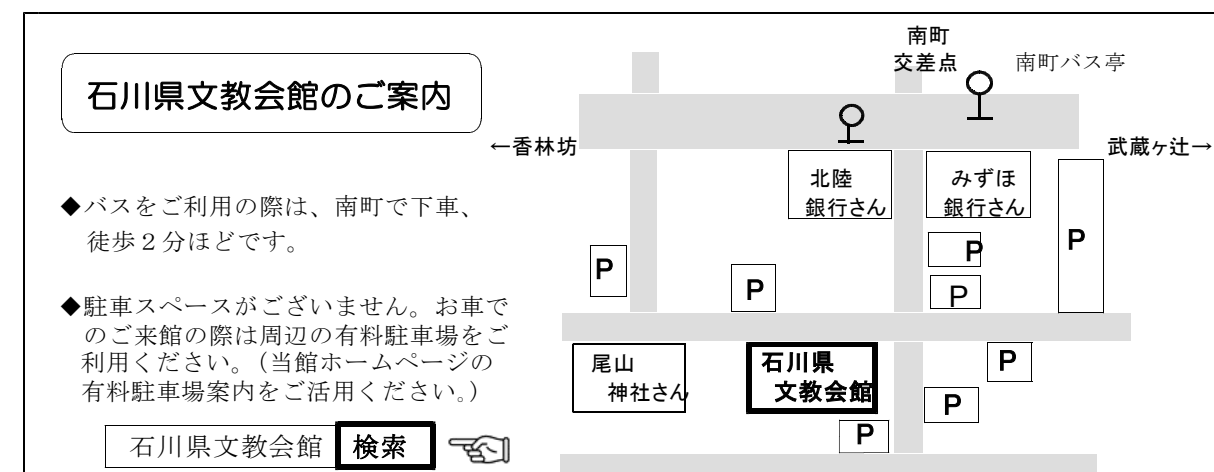 石川県文教会館のご案内
◆バスをご利用の際は、南町で下車、
徒歩２分ほどです。
◆駐車スペースがございません。お車で
のご来館の際は周辺の有料駐車場をご
利用ください。（当館ホームページの
有料駐車場案内をご活用ください。）
石川県文教会館 検索
南町
交差点
南町バス亭
←香林坊
武蔵ヶ辻→
北陸
銀行さん
みずほ
銀行さん
P
P
P
P
P
尾山
神社さん
石川県
文教会館
P
P
P